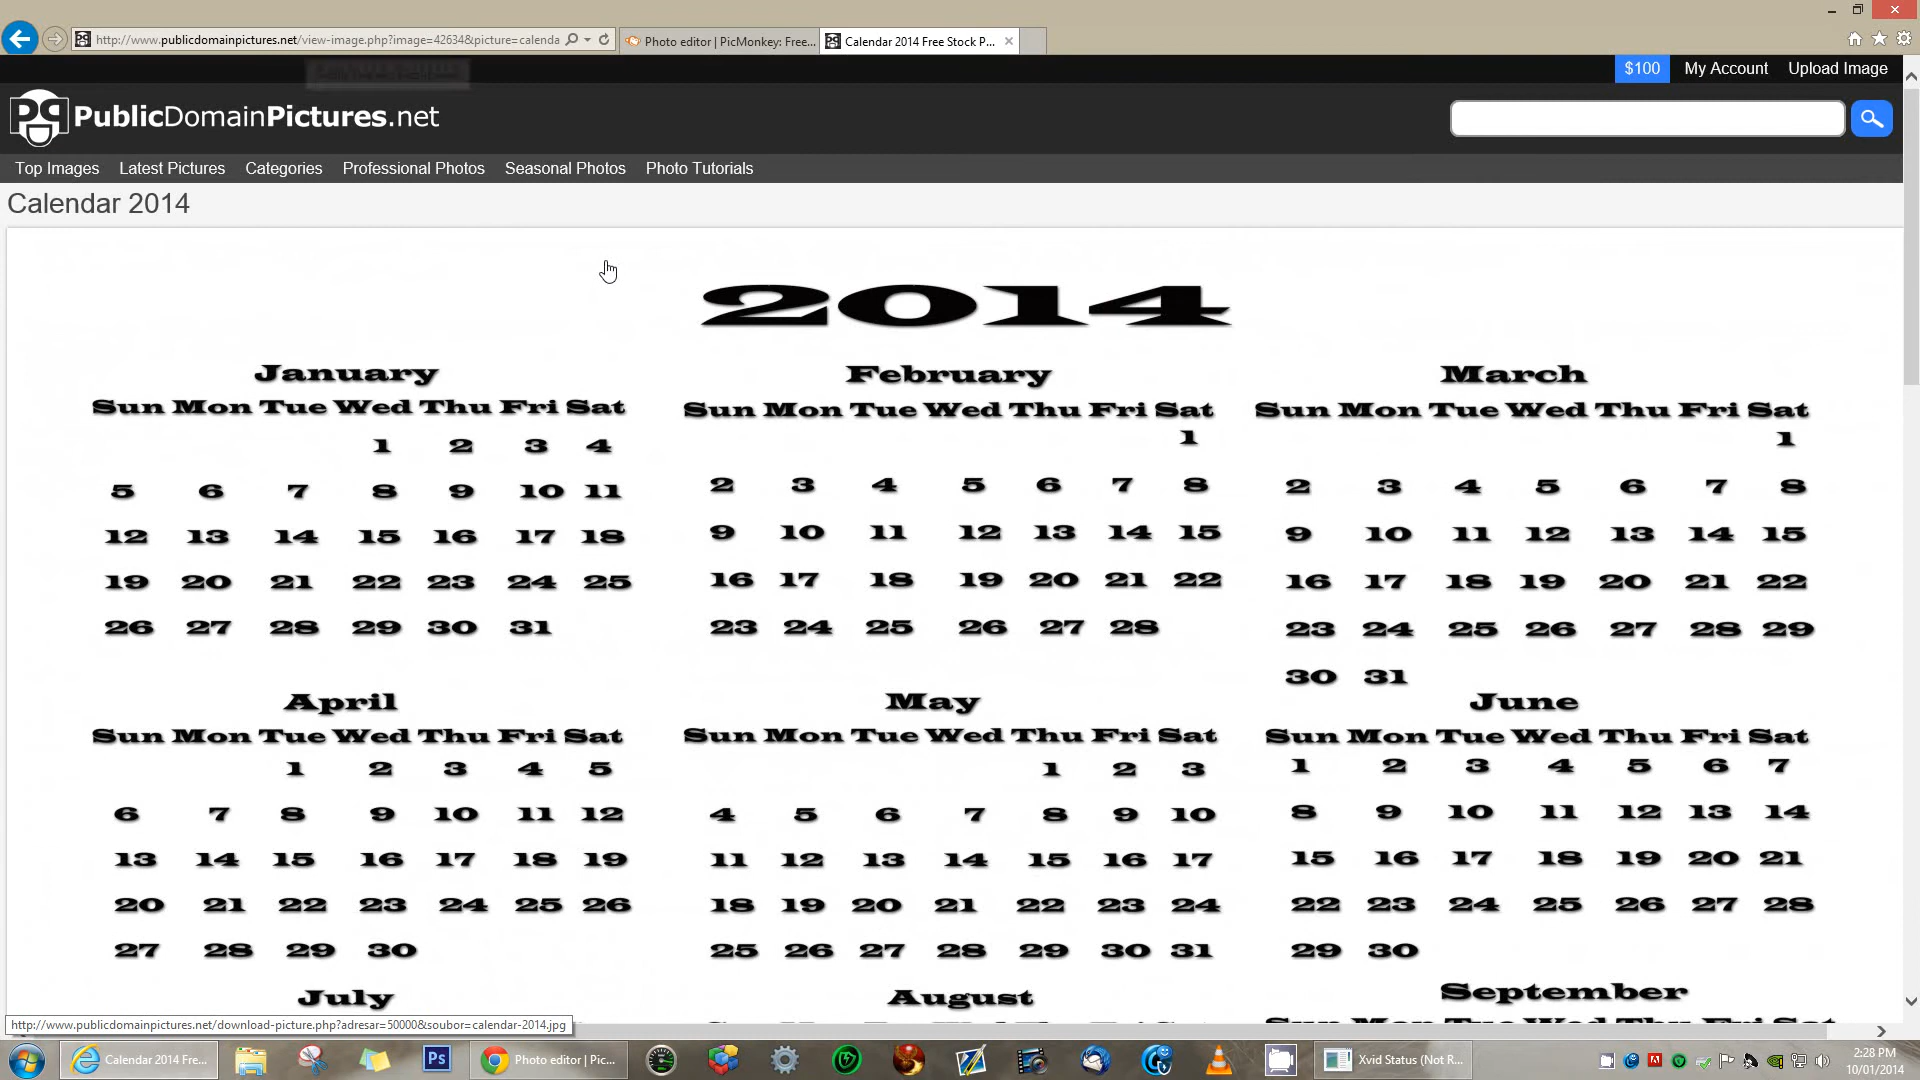 http://www.publicdomainpictures.net/view-image.php?image=42634&picture=calenda
Photo editor | PicMonkey: Free...
Calendar 2014 Free Stock P...
$100 My Account Upload Image
PublicDomainPictures.net
Top Images Latest Pictures Categories Professional Photos Seasonal Photos Photo Tutorials
Calendar 2014
2014
January February March
Sun Mon Tue Wed Thu Fri Sat Sun Mon Tue Wed Thu Fri Sat Sun Mon Tue Wed Thu Fri Sat
1 2 3 4 1 1
5 6 7 8 9 10 11 2 3 4 5 6 7 8 2 3 4 5 6 7 8
12 13 14 15 16 17 18 9 10 11 12 13 14 15 9 10 11 12 13 14 15
19 20 21 22 23 24 25 16 17 18 19 20 21 22 16 17 18 19 20 21 22
26 27 28 29 30 31 23 24 25 26 27 28 23 24 25 26 27 28 29
30 31
April May June
Sun Mon Tue Wed Thu Fri Sat Sun Mon Tue Wed Thu Fri Sat Sun Mon Tue Wed Thu Fri Sat
1 2 3 4 5 1 2 3 1 2 3 4 5 6 7
6 7 8 9 10 11 12 4 5 6 7 8 9 10 8 9 10 11 12 13 14
13 14 15 16 17 18 19 11 12 13 14 15 16 17 15 16 17 18 19 20 21
20 21 22 23 24 25 26 18 19 20 21 22 23 24 22 23 24 25 26 27 28
27 28 29 30 25 26 27 28 29 30 31 29 30
July August September
http://www.publicdomainpictures.net/download-picture.php?adresar=50000&soubor=calendar-2014.jpg
Calendar 2014 Fre...
Ps
Photo editor | Pic...
Xvid Status (Not R...
2:28 PM
10/01/2014